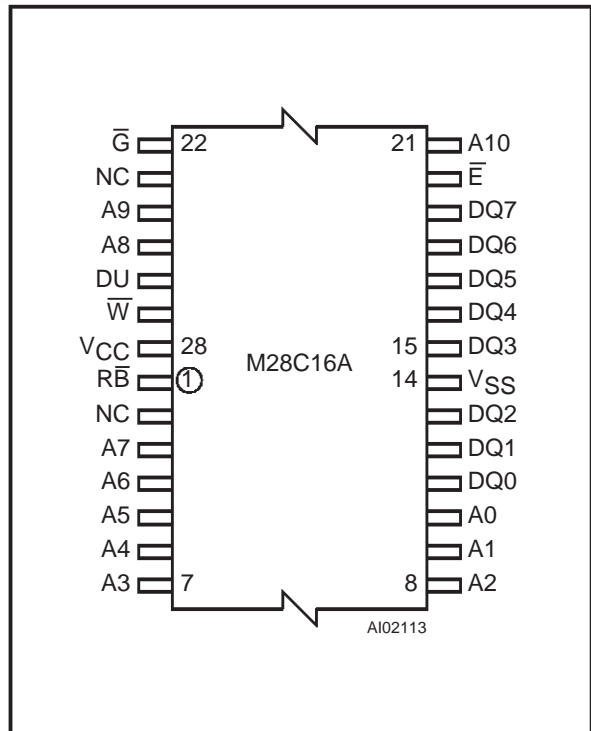 G̅ 22 21 A10
NC E̅
A9 DQ7
A8 DQ6
DU DQ5
W̅ DQ4
VCC 28 15 DQ3
M28C16A
RB̅ 1 14 VSS
NC DQ2
A7 DQ1
A6 DQ0
A5 A0
A4 A1
A3 7 8 A2
AI02113